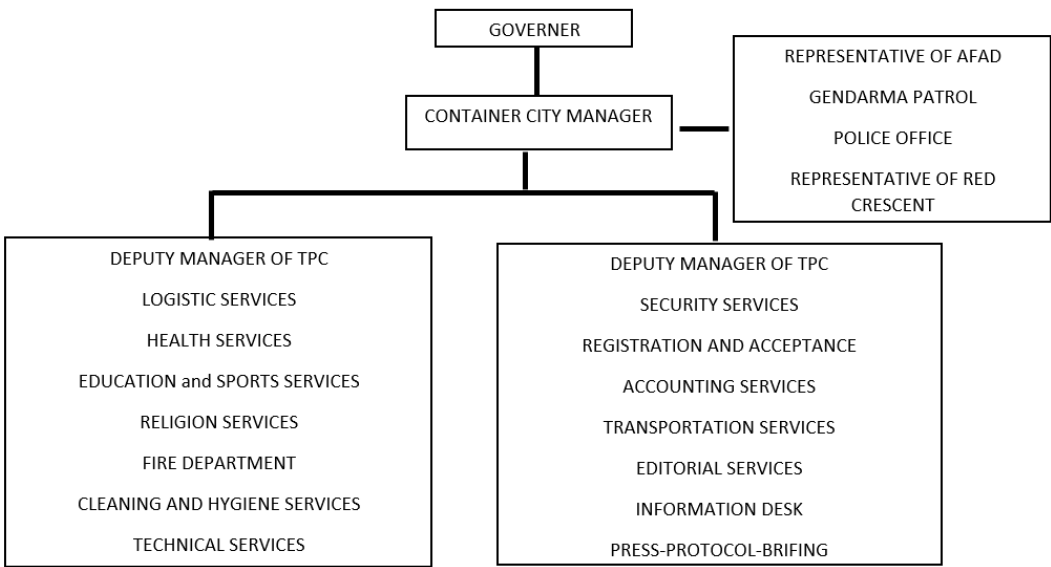 GOVERNER
CONTAINER CITY MANAGER
REPRESENTATIVE OF AFAD
GENDARMA PATROL
POLICE OFFICE
REPRESENTATIVE OF RED
CRESCENT
DEPUTY MANAGER OF TPC
LOGISTIC SERVICES
HEALTH SERVICES
EDUCATION and SPORTS SERVICES
RELIGION SERVICES
FIRE DEPARTMENT
CLEANING AND HYGIENE SERVICES
TECHNICAL SERVICES
DEPUTY MANAGER OF TPC
SECURITY SERVICES
REGISTRATION AND ACCEPTANCE
ACCOUNTING SERVICES
TRANSPORTATION SERVICES
EDITORIAL SERVICES
INFORMATION DESK
PRESS-PROTOCOL-BRIFING